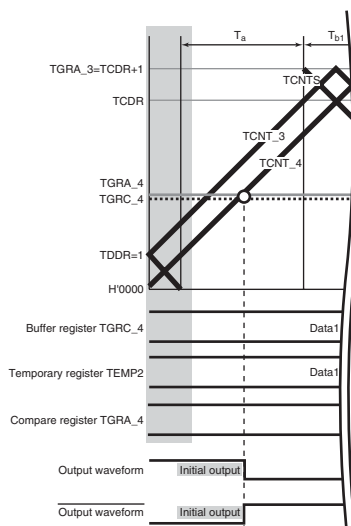 Ta
Tb1
TGRA_3=TCDR+1
TCNTS
TCDR
TCNT_3
TCNT_4
TGRA_4
TGRC_4
TDDR=1
H'0000
Buffer register TGRC_4
Data1
Temporary register TEMP2
Data1
Compare register TGRA_4
Output waveform
Initial output
Output waveform
Initial output